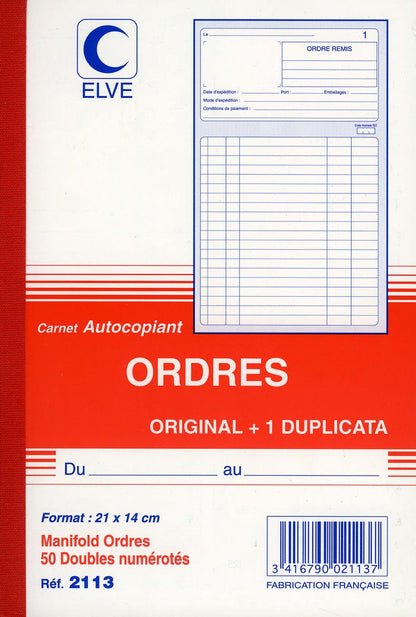 ELVE
Le
1
ORDRE REMIS
Date d'expédition : Port : Emballages :
Mode d'expédition :
Conditions de paiement :
Carnet Autocopiant
ORDRES
ORIGINAL + 1 DUPLICATA
Du au
Format : 21 x 14 cm
Manifold Ordres
50 Doubles numérotés
Réf. 2113
3 416790 021137
FABRICATION FRANÇAISE